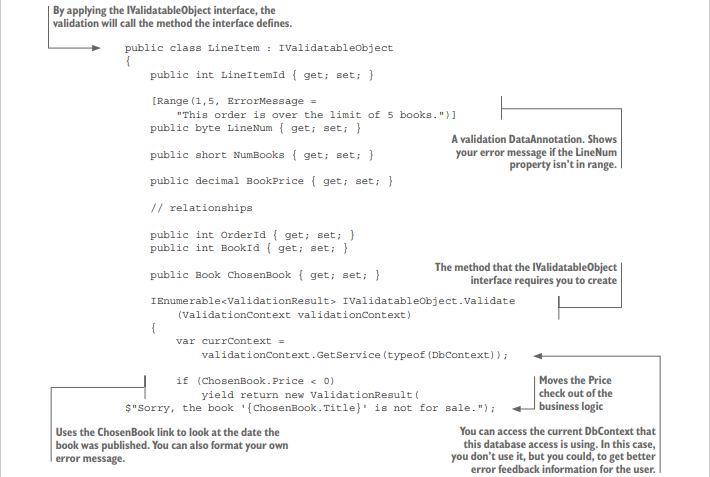 By applying the IValidatableObject interface, the
validation will call the method the interface defines.
public class LineItem : IValidatableObject
{
public int LineItemId { get; set; }
[Range(1,5, ErrorMessage =
"This order is over the limit of 5 books.")]
public byte LineNum { get; set; }
A validation DataAnnotation. Shows
your error message if the LineNum
property isn't in range.
public short NumBooks { get; set; }
public decimal BookPrice { get; set; }
// relationships
public int OrderId { get; set; }
public int BookId { get; set; }
public Book ChosenBook { get; set; }
The method that the IValidatableObject
interface requires you to create
IEnumerable<ValidationResult> IValidatableObject.Validate
(ValidationContext validationContext)
{
var currContext =
validationContext.GetService(typeof(DbContext));
if (ChosenBook.Price < 0)
yield return new ValidationResult(
$"Sorry, the book '{ChosenBook.Title}' is not for sale.");
Moves the Price
check out of the
business logic
Uses the ChosenBook link to look at the date the
book was published. You can also format your own
error message.
You can access the current DbContext that
this database access is using. In this case,
you don't use it, but you could, to get better
error feedback information for the user.